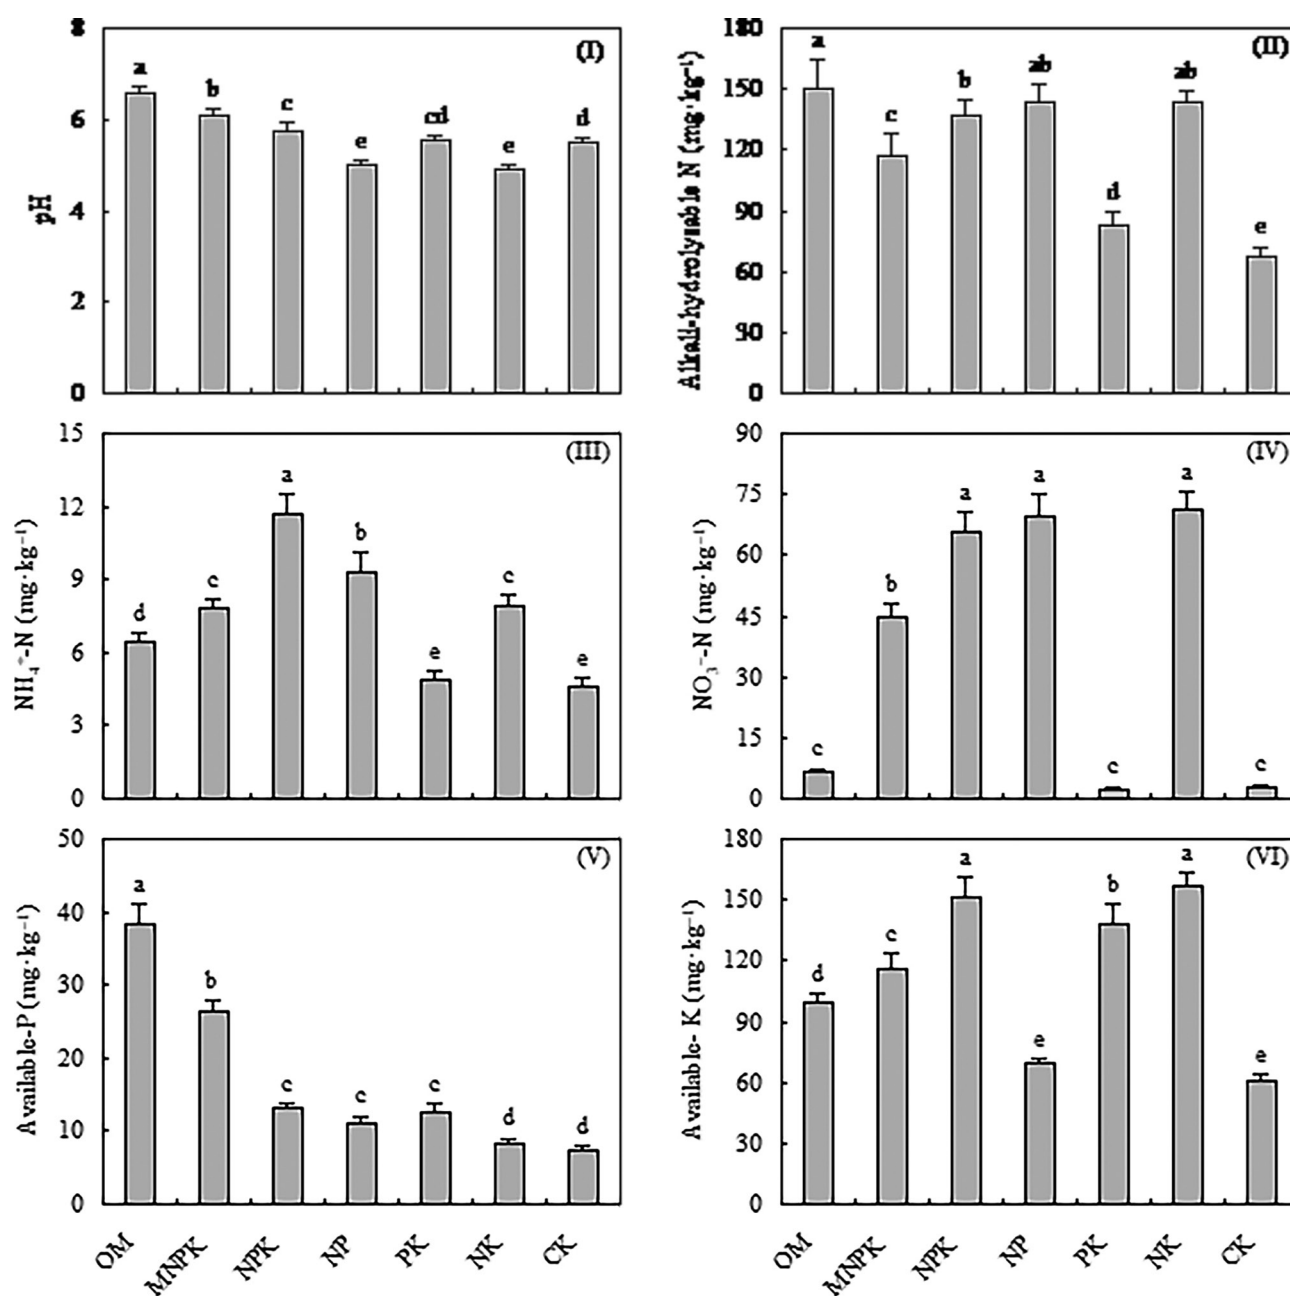 (I)
pH
8
6
4
2
0
a
b
c
e
cd
e
d
(II)
Alkali-hydrolysable N (mg·kg⁻¹)
180
150
120
90
60
30
0
a
c
b
ab
d
ab
e
(III)
NH₄⁺-N (mg·kg⁻¹)
15
12
9
6
3
0
d
c
a
b
e
c
e
(IV)
NO₃⁻-N (mg·kg⁻¹)
90
75
60
45
30
15
0
c
b
a
a
c
a
c
(V)
Available-P (mg·kg⁻¹)
50
40
30
20
10
0
a
b
c
c
c
d
d
OM
MNPK
NPK
NP
PK
NK
CK
(VI)
Available- K (mg·kg⁻¹)
180
150
120
90
60
30
0
d
c
a
e
b
a
e
OM
MNPK
NPK
NP
PK
NK
CK